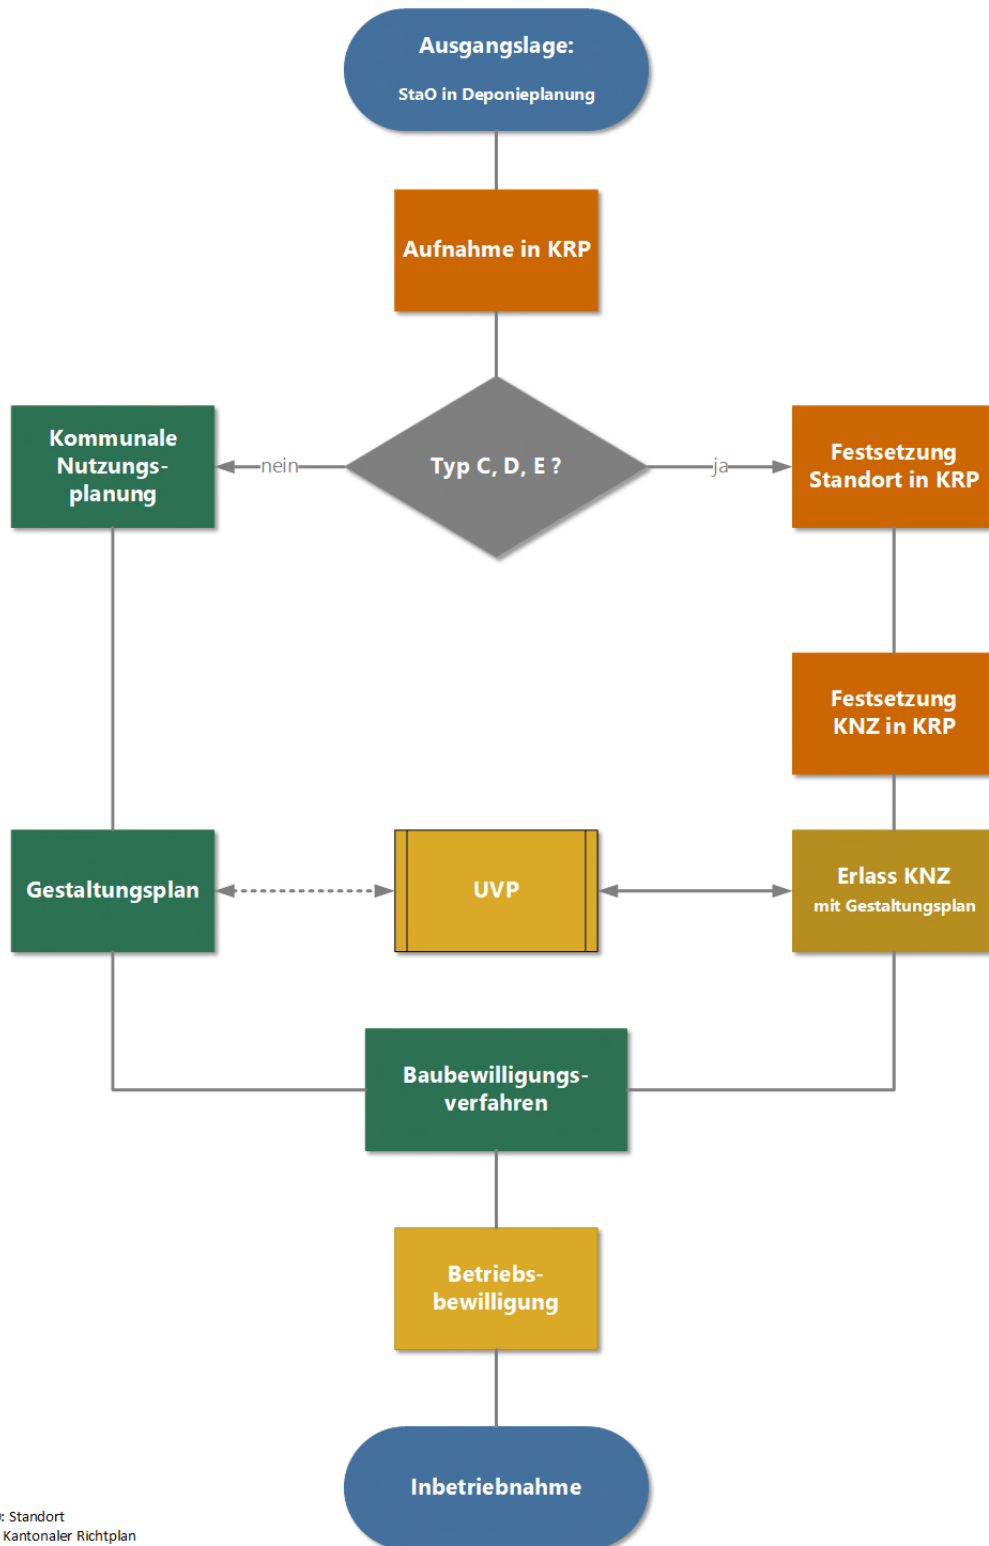 Ausgangslage:
StaO in Deponieplanung
Aufnahme in KRP
Kommunale
Nutzungs-
planung
nein
Typ C, D, E ?
ja
Festsetzung
Standort in KRP
Festsetzung
KNZ in KRP
Gestaltungsplan
UVP
Erlass KNZ
mit Gestaltungsplan
Baubewilligungs-
verfahren
Betriebs-
bewilligung
Inbetriebnahme
: Standort
Kantonaler Richtplan